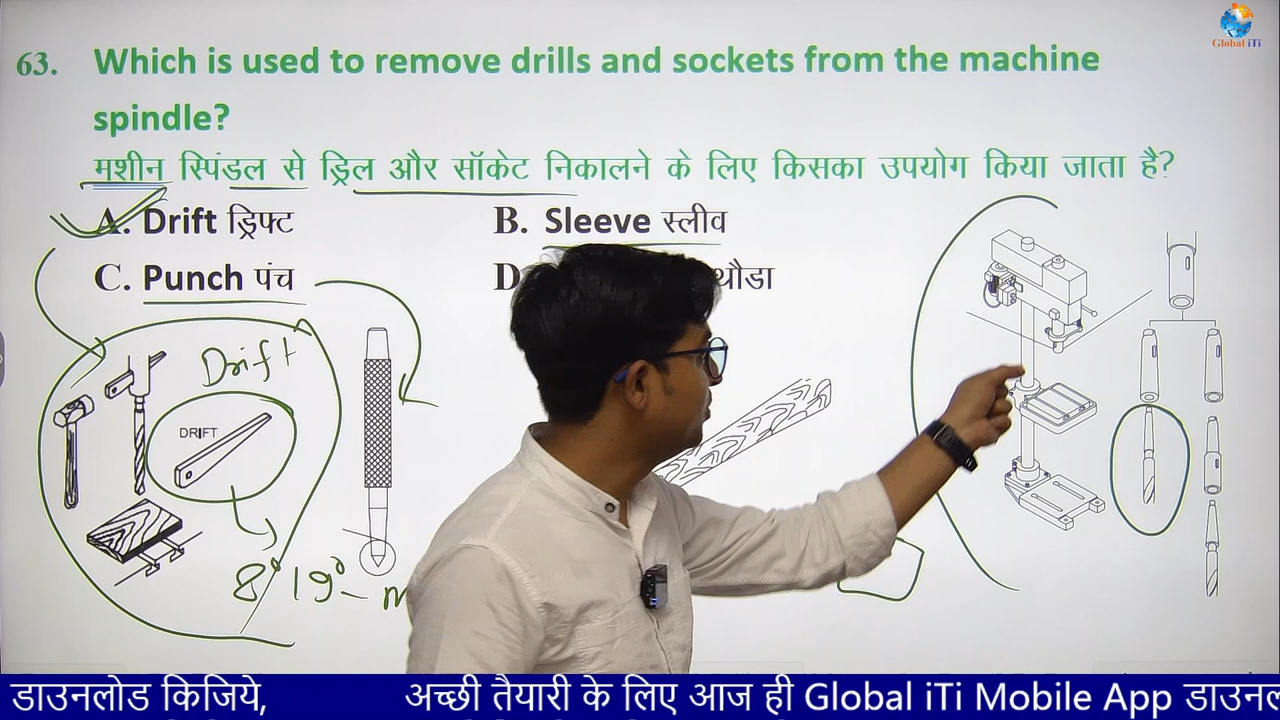 Global iTi
63. Which is used to remove drills and sockets from the machine
spindle?
मशीन स्पिंडल से ड्रिल और सॉकेट निकालने के लिए किसका उपयोग किया जाता है?
A. Drift ड्रिफ्ट
B. Sleeve स्लीव
C. Punch पंच
D थौडा
Drift
DRIFT
8° 19°
डाउनलोड किजिये, अच्छी तैयारी के लिए आज ही Global iTi Mobile App